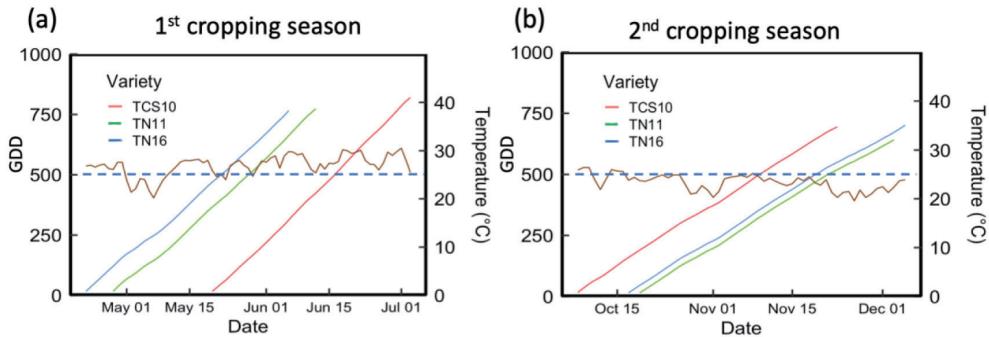 (a)
1st cropping season
GDD
1000
750
500
250
0
Variety
TCS10
TN11
TN16
40
30
20
10
0
Temperature (°C)
May 01
May 15
Jun 01
Jun 15
Jul 01
Date
(b)
2nd cropping season
GDD
1000
750
500
250
0
Variety
TCS10
TN11
TN16
40
30
20
10
0
Temperature (°C)
Oct 15
Nov 01
Nov 15
Dec 01
Date